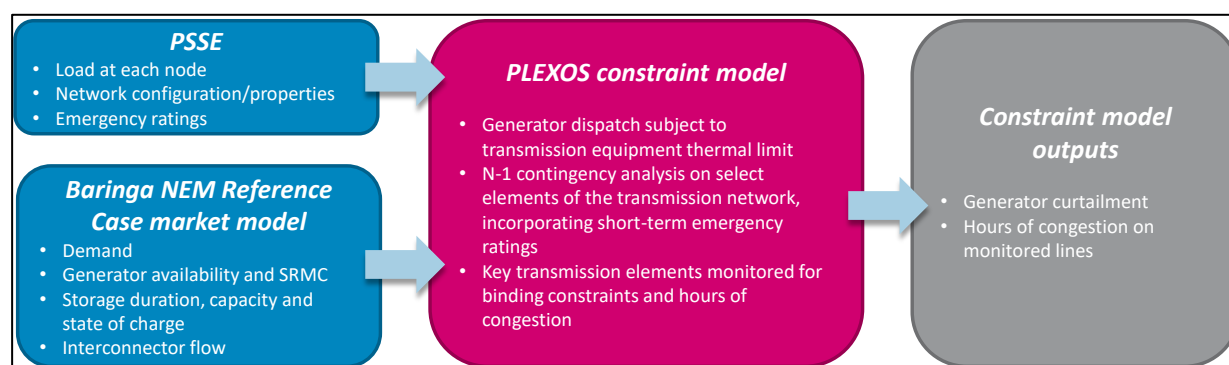 PSSE
• Load at each node
• Network configuration/properties
• Emergency ratings
Baringa NEM Reference
Case market model
• Demand
• Generator availability and SRMC
• Storage duration, capacity and
state of charge
• Interconnector flow
PLEXOS constraint model
• Generator dispatch subject to
transmission equipment thermal limit
• N-1 contingency analysis on select
elements of the transmission network,
incorporating short-term emergency
ratings
• Key transmission elements monitored for
binding constraints and hours of
congestion
Constraint model
outputs
• Generator curtailment
• Hours of congestion on
monitored lines